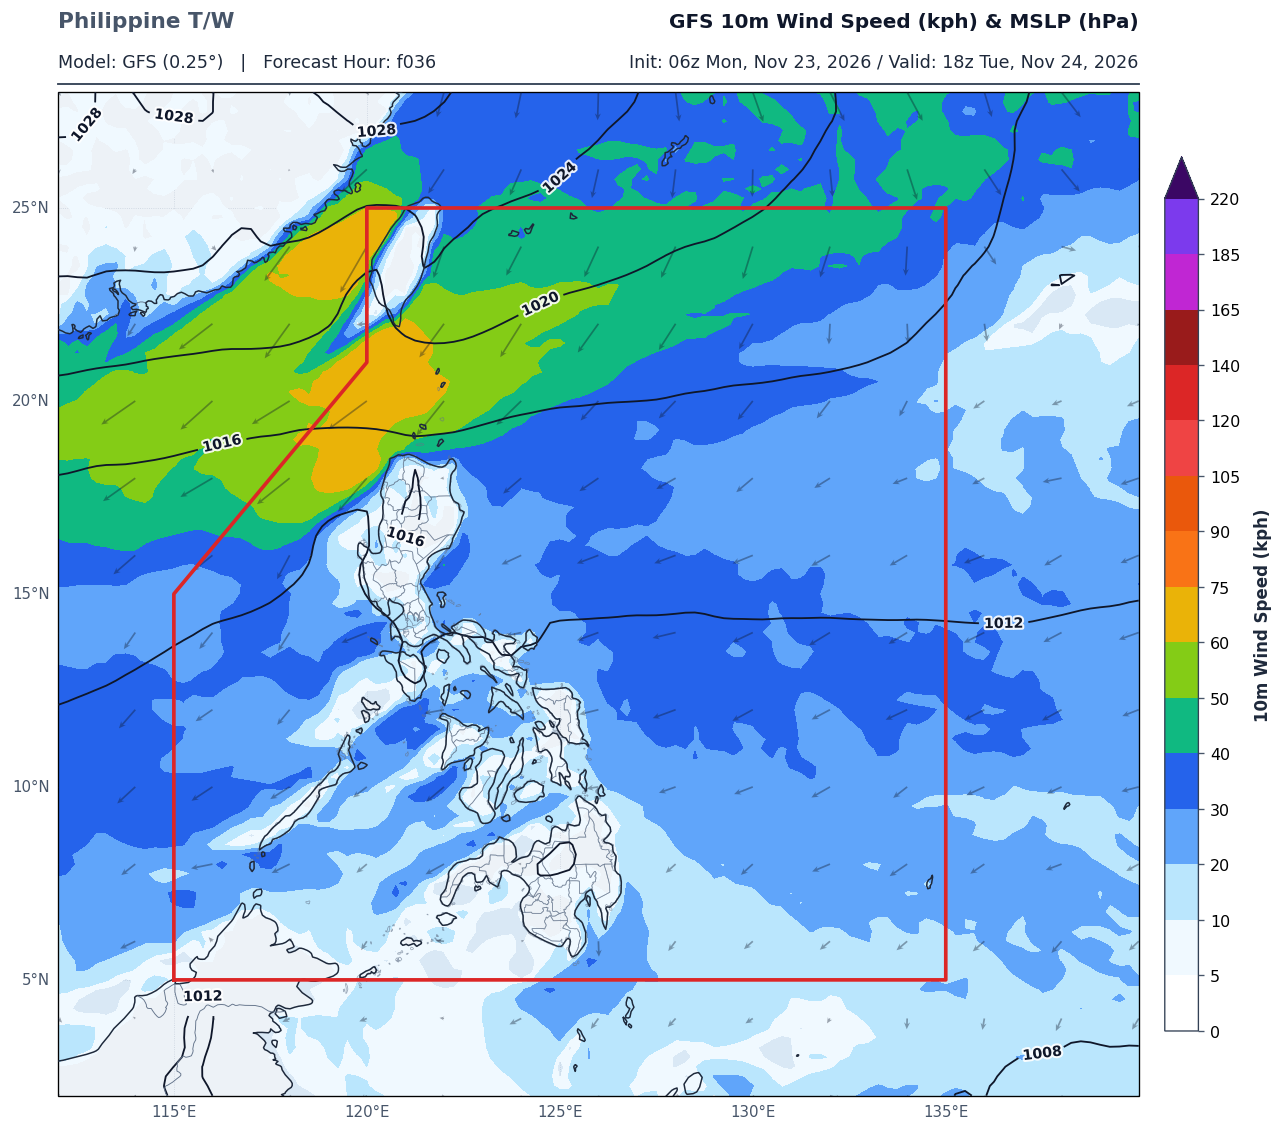 Philippine T/W
GFS 10m Wind Speed (kph) & MSLP (hPa)
Model: GFS (0.25°) | Forecast Hour: f036
Init: 06z Mon, Nov 23, 2026 / Valid: 18z Tue, Nov 24, 2026
1028
1028
1028
1024
1020
1016
1016
1012
1012
1008
25°N
20°N
15°N
10°N
5°N
115°E
120°E
125°E
130°E
135°E
220
185
165
140
120
105
90
75
60
50
40
30
20
10
5
0
10m Wind Speed (kph)